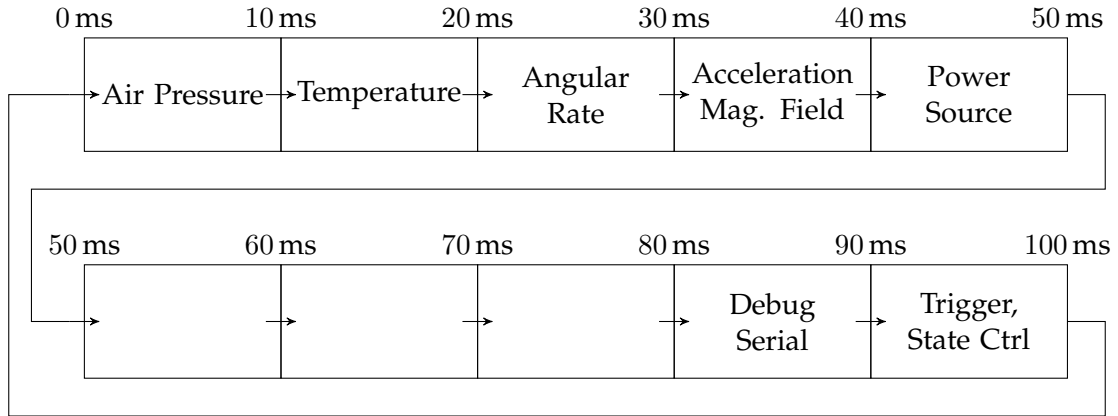 0 ms 10 ms 20 ms 30 ms 40 ms 50 ms
Air Pressure Temperature Angular Rate Acceleration Mag. Field Power Source
50 ms 60 ms 70 ms 80 ms 90 ms 100 ms
Debug Serial Trigger, State Ctrl